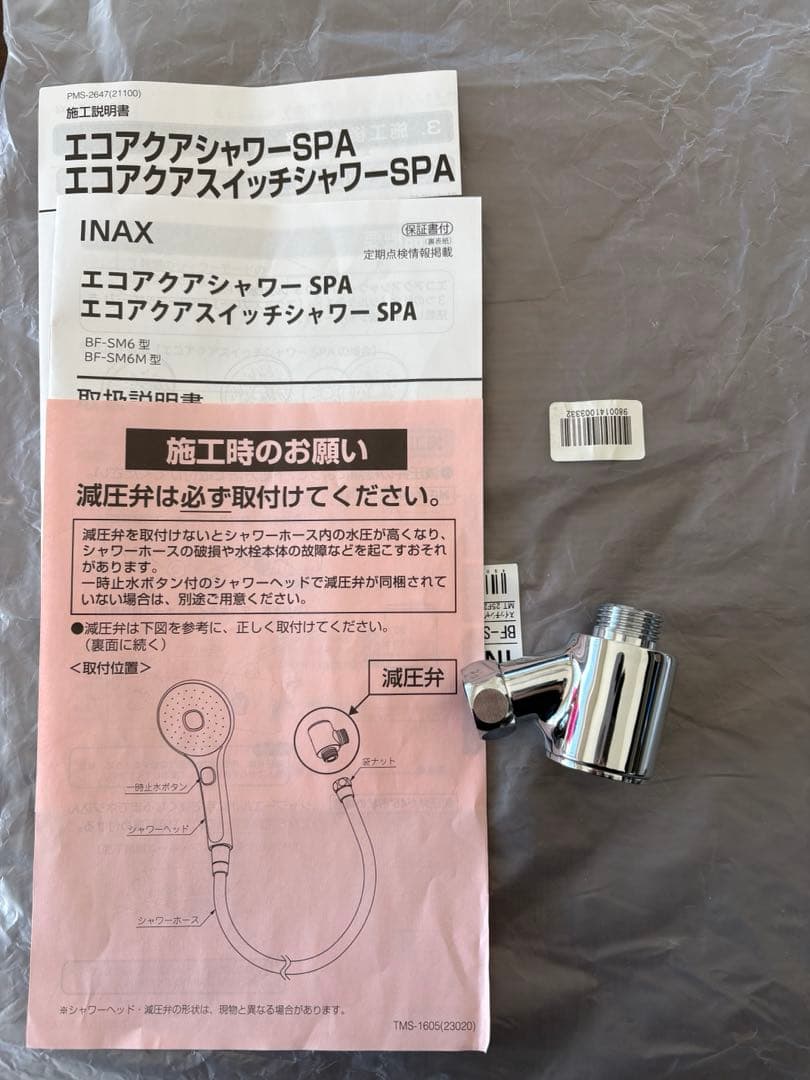 PMS-2647(21100)
施工説明書
エコアクアシャワーSPA
エコアクアスイッチシャワーSPA
INAX
保証書付
(裏表紙)
定期点検情報掲載
エコアクアシャワー SPA
エコアクアスイッチシャワー SPA
BF-SM6 型
BF-SM6M 型
取扱説明書
施工時のお願い
減圧弁は必ず取付けてください。
減圧弁を取付けないとシャワーホース内の水圧が高くなり、
シャワーホースの破損や水栓本体の故障などを起こすおそれ
があります。
一時止水ボタン付のシャワーヘッドで減圧弁が同梱されて
いない場合は、別途ご用意ください。
●減圧弁は下図を参考に、正しく取付けてください。
(裏面に続く)
<取付位置>
減圧弁
袋ナット
一時止水ボタン
シャワーヘッド
シャワーホース
※シャワーヘッド・減圧弁の形状は、現物と異なる場合があります。
TMS-1605(23020)
9800141003332
BF-S